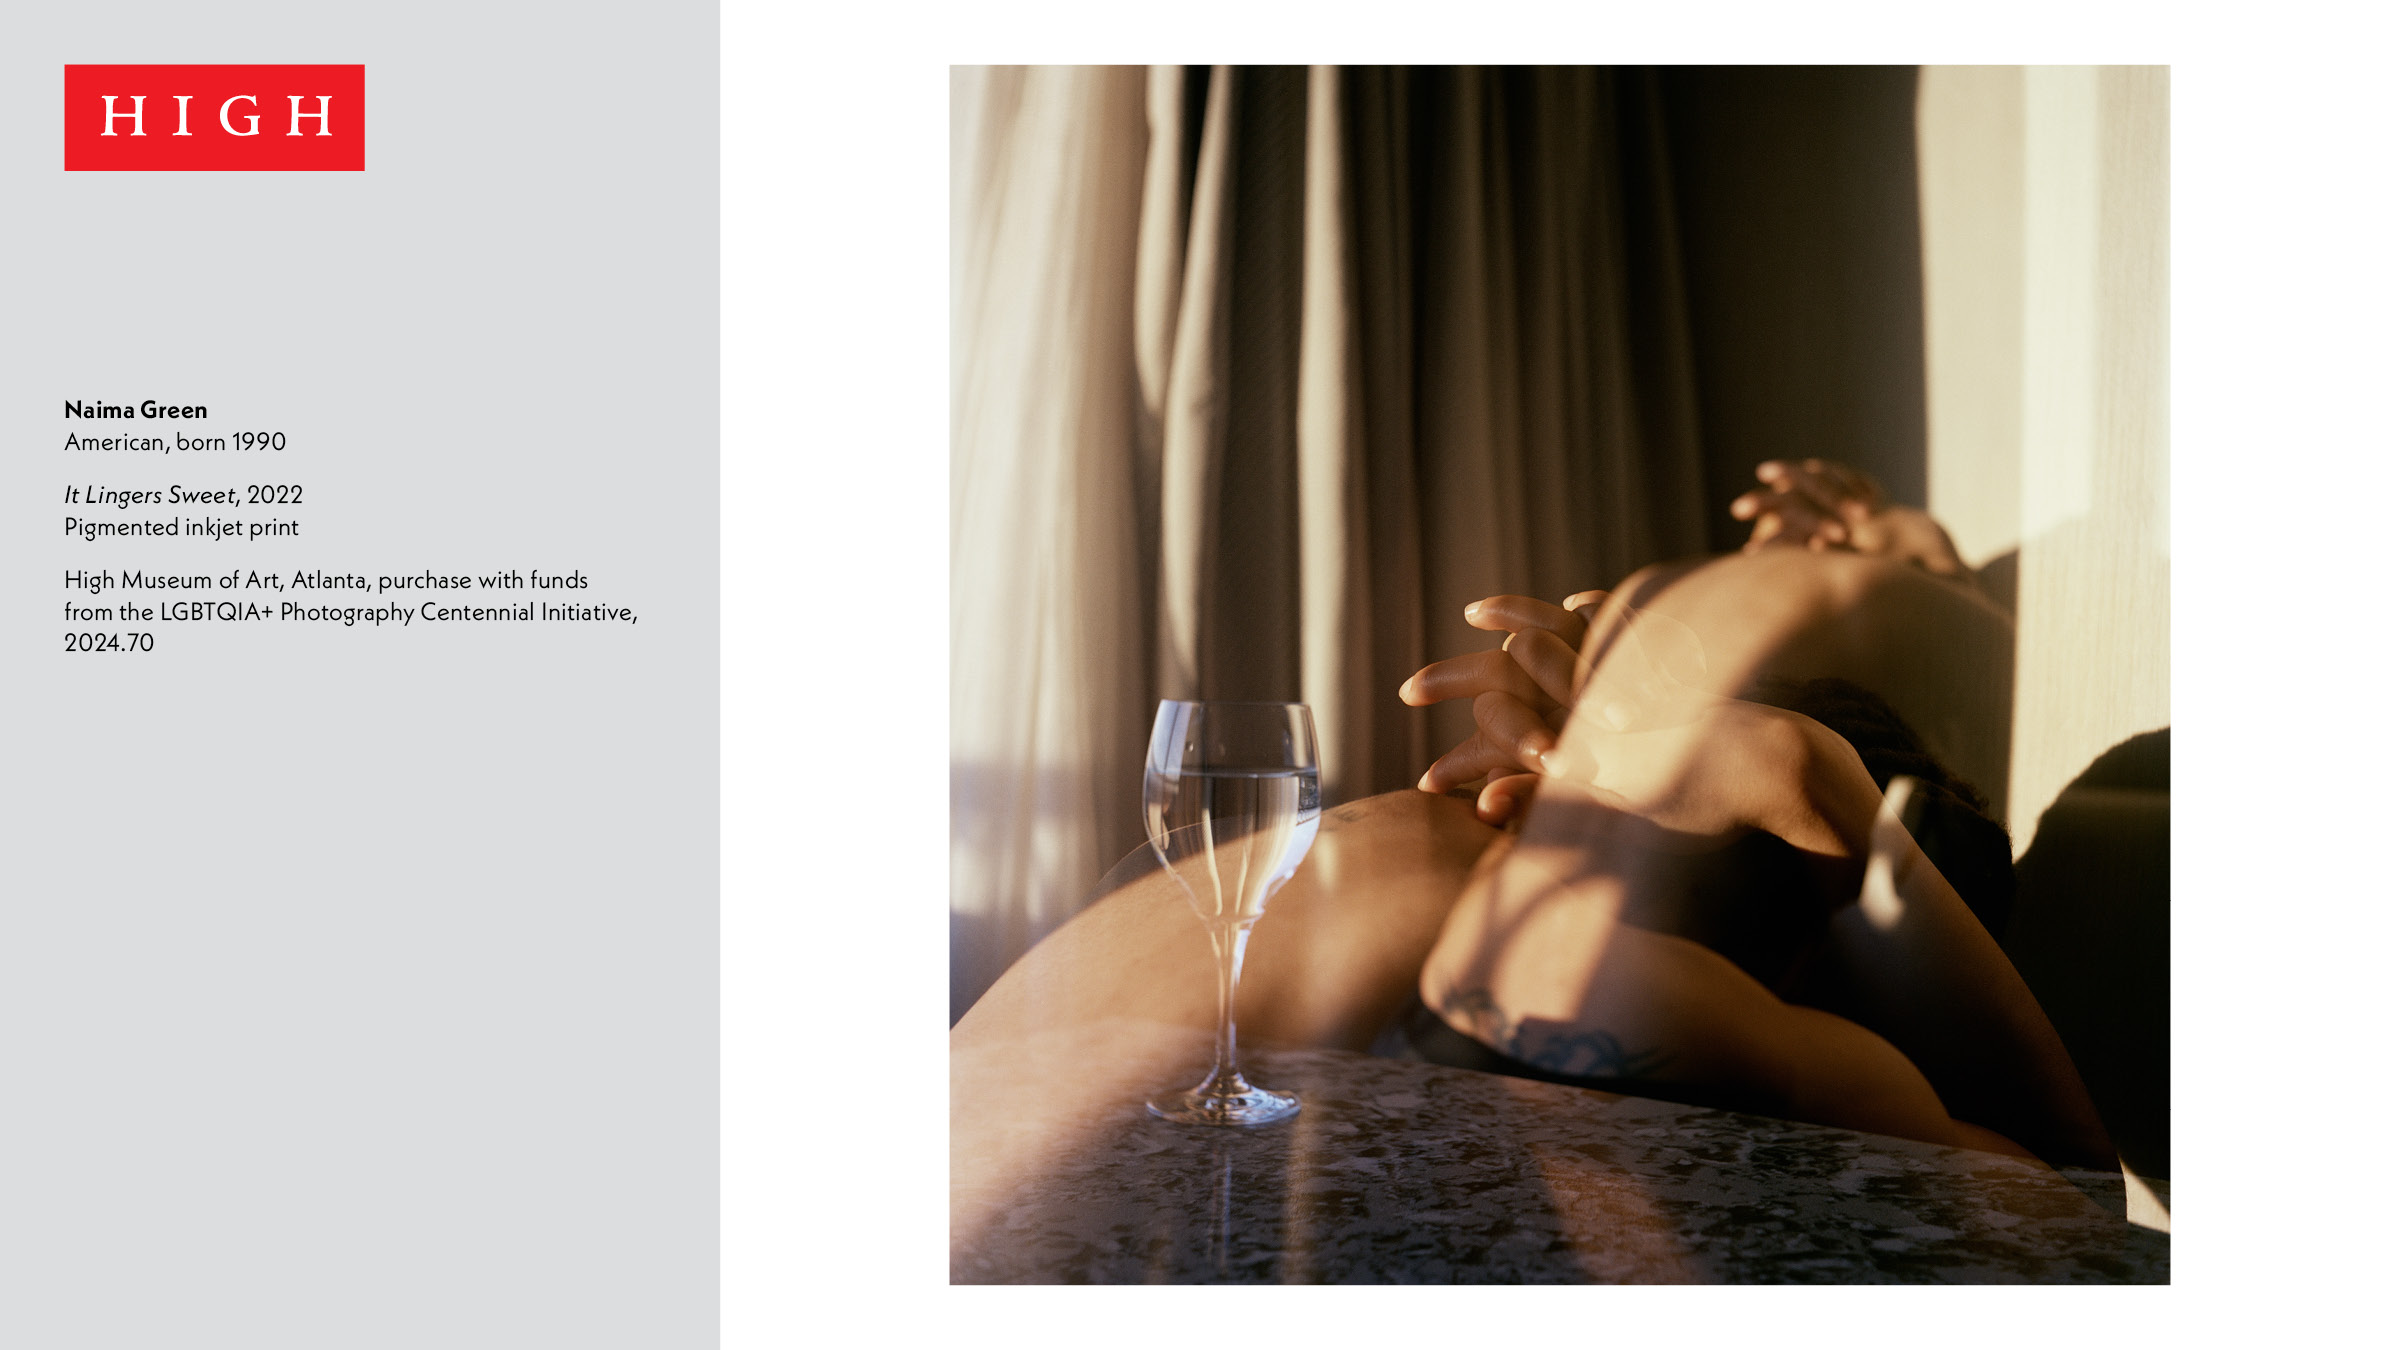 HIGH
Naima Green
American, born 1990
It Lingers Sweet, 2022
Pigmented inkjet print
High Museum of Art, Atlanta, purchase with funds
from the LGBTQIA+ Photography Centennial Initiative,
2024.70